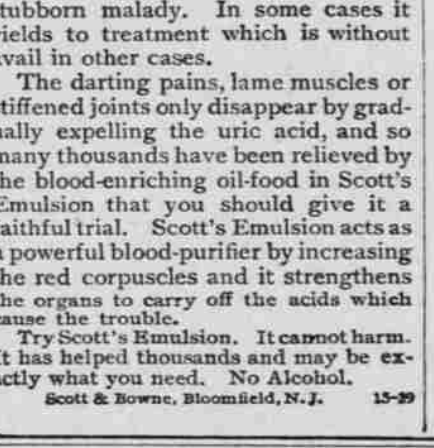 tubborn malady. In some cases it
ields to treatment which is without
vail in other cases.
The darting pains, lame muscles or
tiffened joints only disappear by grad-
ally expelling the uric acid, and so
many thousands have been relieved by
he blood-enriching oil-food in Scott's
Emulsion that you should give it a
aithful trial. Scott's Emulsion acts as
a powerful blood-purifier by increasing
he red corpuscles and it strengthens
he organs to carry off the acids which
ause the trouble.
Try Scott's Emulsion. It cannot harm.
It has helped thousands and may be ex-
actly what you need. No Alcohol.
Scott & Bowne, Bloomfield, N. J. 15-29